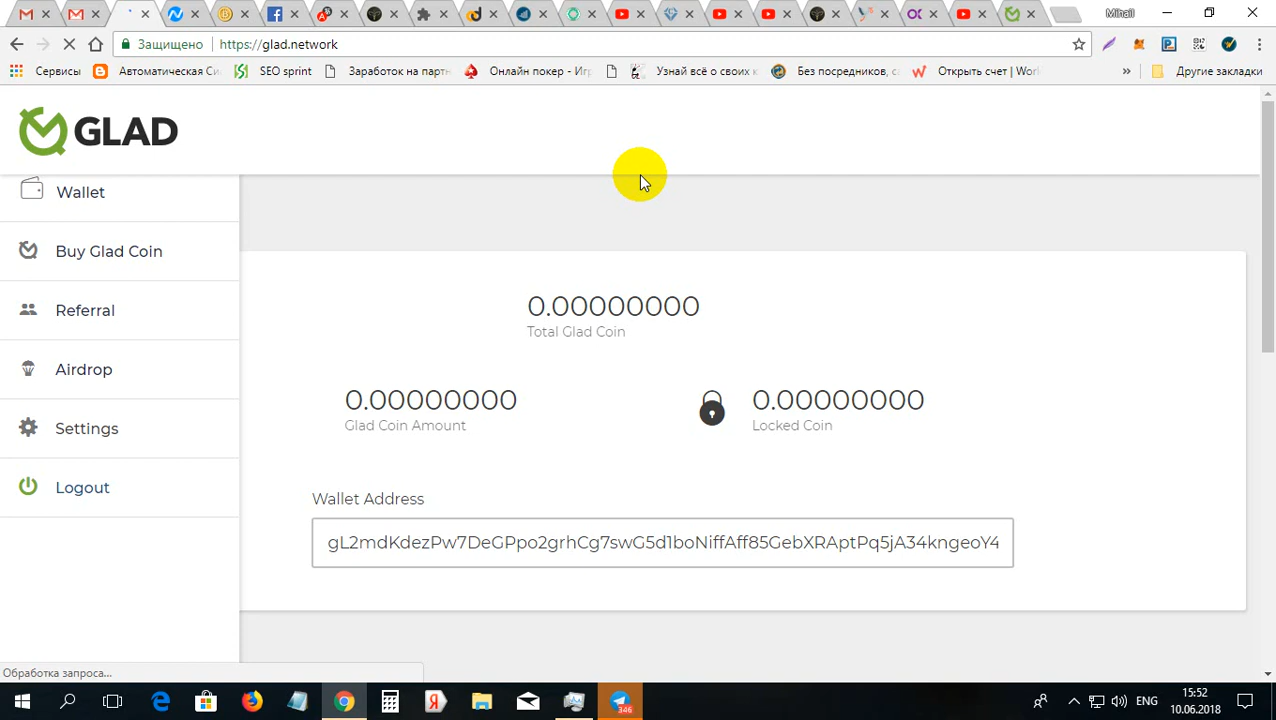 Mihail
Защищено https://glad.network
Сервисы Автоматическая Си SEO sprint Заработок на партн Онлайн покер - Игр Узнай всё о своих к Без посредников, са Открыть счет | Worl » Другие закладки
GLAD
Wallet
Buy Glad Coin
Referral
Airdrop
Settings
Logout
0.00000000
Total Glad Coin
0.00000000
Glad Coin Amount
0.00000000
Locked Coin
Wallet Address
gL2mdKdezPw7DeGPpo2grhCg7swG5d1boNiffAff85GebXRAptPq5jA34kngeoY4
Обработка запроса...
346
ENG
15:52
10.06.2018